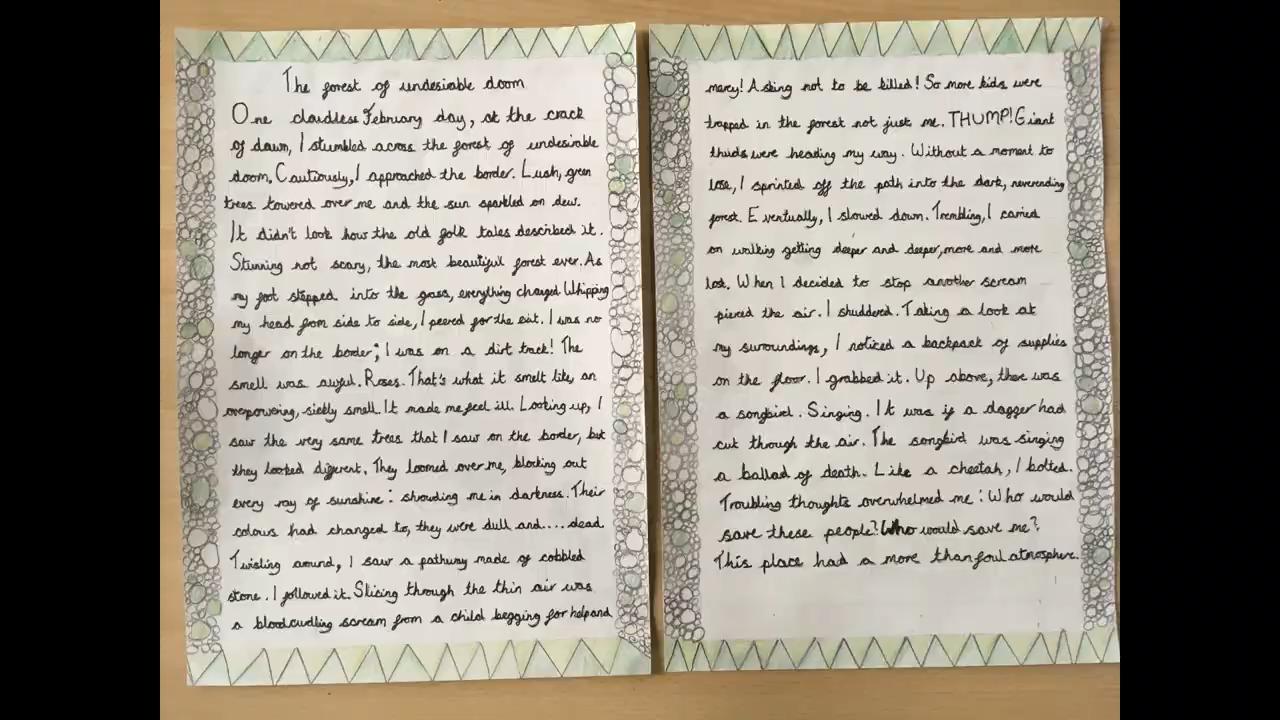 The forest of undesirable doom
One cloudless February day, at the crack
of dawn, I stumbled across the forest of undesirable
doom. Cautiously, I approached the border. Lush, green
trees towered over me and the sun sparkled on dew.
It didn't look how the old folk tales described it.
Stunning not scary, the most beautiful forest ever. As
my foot stepped into the grass, everything changed Whipping
my head from side to side, I peered for the exit. I was no
longer on the border; I was on a dirt track! The
smell was awful. Roses. That's what it smelt like, an
overpowering, sickly smell. It made me feel ill. Looking up, I
saw the very same trees that I saw on the border, but
they looked different. They loomed over me, blocking out
every ray of sunshine: shrouding me in darkness. Their
colours had changed to, they were dull and....dead.
Twisting around, I saw a pathway made of cobbled
stone. I followed it. Slicing through the thin air was
a bloodcurdling scream from a child begging for help and
mercy! Asking not to be killed! So more kids were
trapped in the forest not just me. THUMP! Giant
thuds were heading my way. Without a moment to
lose, I sprinted off the path into the dark, neverending
forest. Eventually, I slowed down. Trembling, I carried
on walking getting deeper and deeper, more and more
lost. When I decided to stop another scream
pierced the air. I shuddered. Taking a look at
my suroundings, I noticed a backpack of supplies
on the floor. I grabbed it. Up above, there was
a songbird. Singing. It was if a dagger had
cut through the air. The songbird was singing
a ballad of death. Like a cheetah, I bolted.
Troubling thoughts overwhelmed me: Who would
save these people? Who would save me?
This place had a more than foul atmosphere.